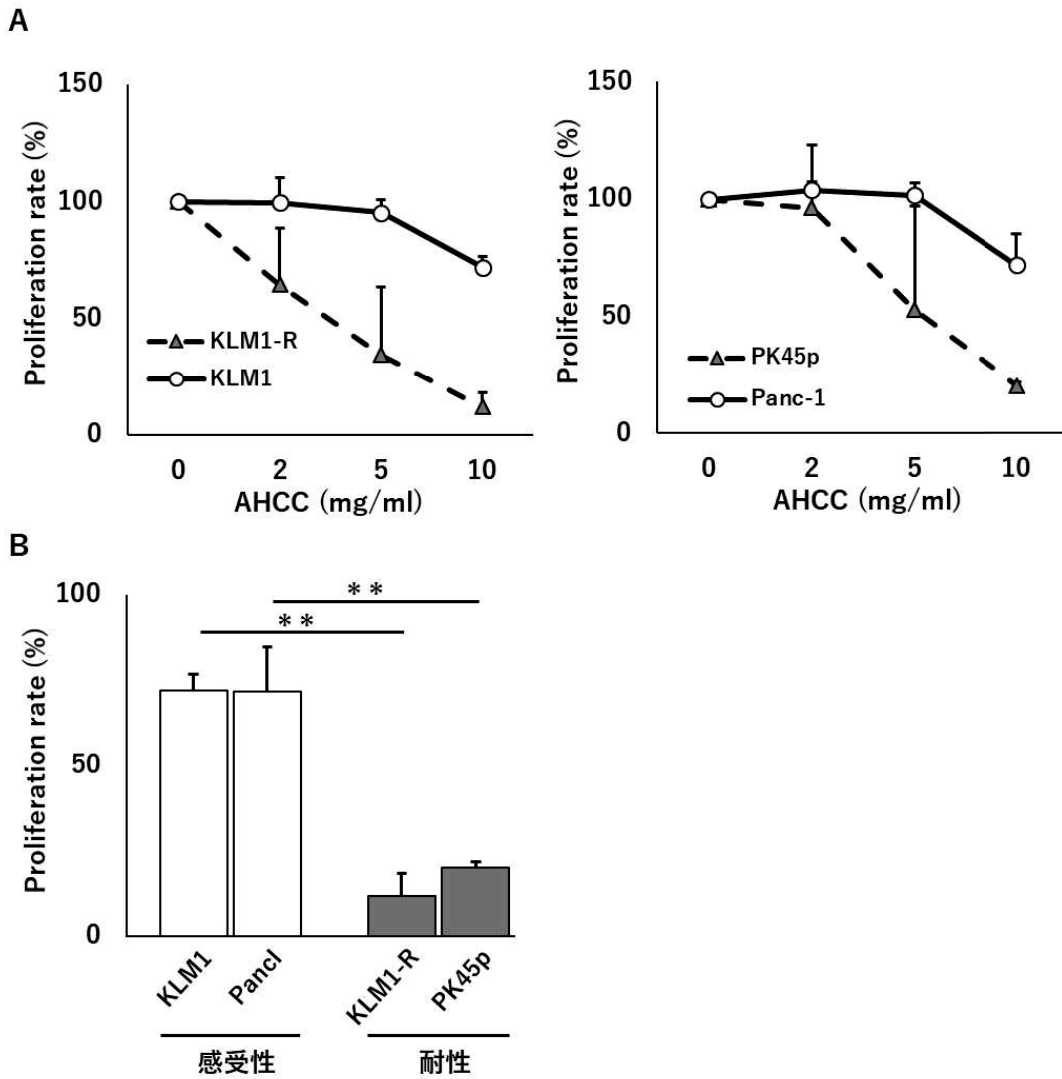 A
150
100
50
0
Proliferation rate (%)
KLM1-R
KLM1
0 2 5 10
AHCC (mg/ml)
150
100
50
0
Proliferation rate (%)
PK45p
Panc-1
0 2 5 10
AHCC (mg/ml)
B
100
50
0
Proliferation rate (%)
**
**
KLM1
PancI
KLM1-R
PK45p
感受性
耐性